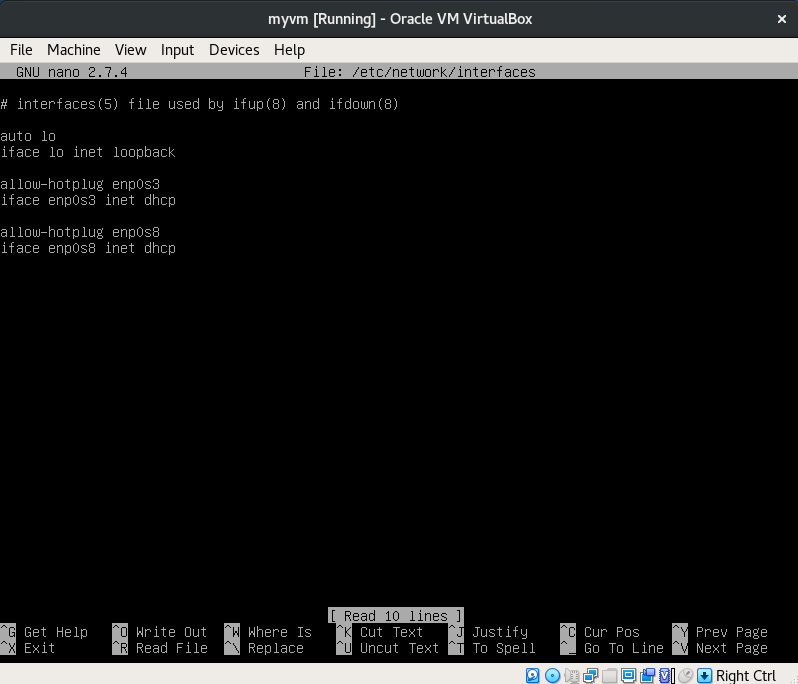 myvm [Running] - Oracle VM VirtualBox
File Machine View Input Devices Help
GNU nano 2.7.4 File: /etc/network/interfaces
# interfaces(5) file used by ifup(8) and ifdown(8)
auto lo
iface lo inet loopback
allow-hotplug enp0s3
iface enp0s3 inet dhcp
allow-hotplug enp0s8
iface enp0s8 inet dhcp
[ Read 10 lines ]
^G Get Help ^O Write Out ^W Where Is ^K Cut Text ^J Justify ^C Cur Pos ^Y Prev Page
^X Exit ^R Read File ^\ Replace ^U Uncut Text ^T To Spell ^_ Go To Line ^V Next Page
Right Ctrl